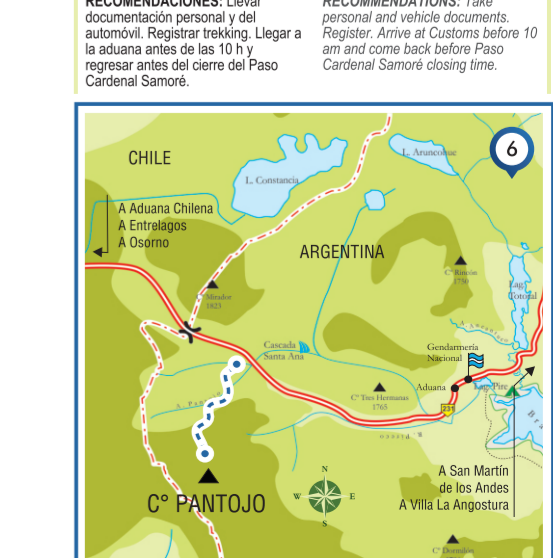 RECOMENDACIONES: Llevar
documentación personal y del
automóvil. Registrar trekking. Llegar a
la aduana antes de las 10 h y
regresar antes del cierre del Paso
Cardenal Samoré.
RECOMMENDATIONS: Take
personal and vehicle documents.
Register. Arrive at Customs before 10
am and come back before Paso
Cardenal Samoré closing time.
6
CHILE
L. Constancia
L. Aruncohue
A Aduana Chilena
A Entrelagos
A Osorno
ARGENTINA
C° Mirador
1823
C° Rincón
1750
Lag.
Totoral
Cascada
Santa Ana
Gendarmería
Nacional
Aduana
Lag. Pire
A. Pantojo
C° Tres Hermanas
1765
231
A San Martín
de los Andes
A Villa La Angostura
N
W
E
S
C° PANTOJO
C° Dormilón